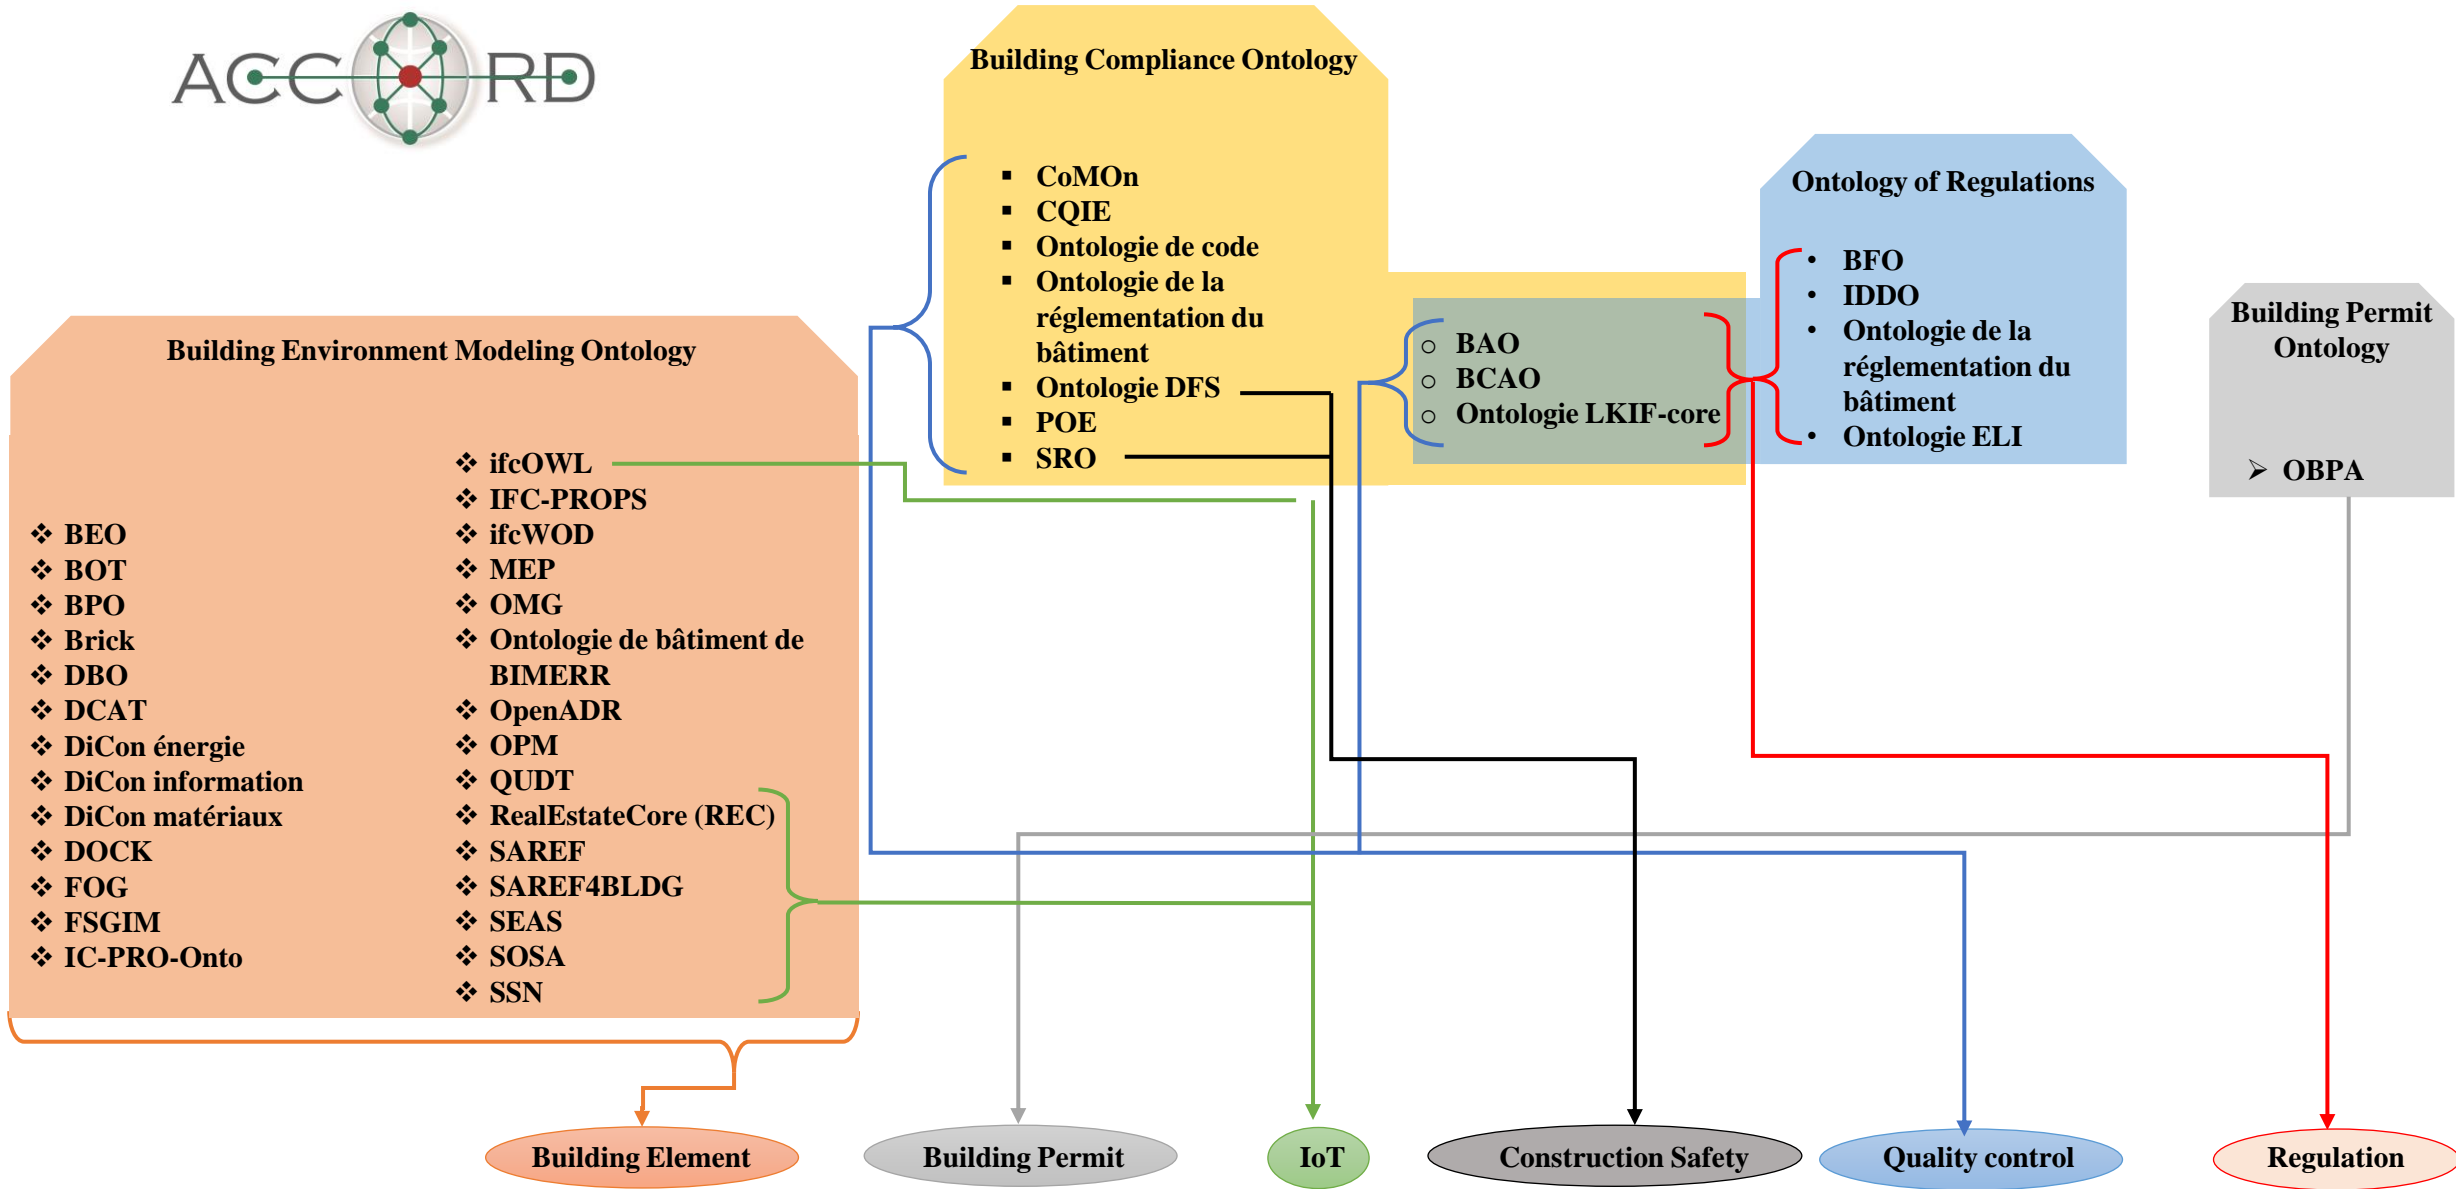 ACCORD
Building Compliance Ontology
▪ CoMOn
▪ CQIE
▪ Ontologie de code
▪ Ontologie de la
réglementation du
bâtiment
▪ Ontologie DFS
▪ POE
▪ SRO
o BAO
o BCAO
o Ontologie LKIF-core
Ontology of Regulations
• BFO
• IDDO
• Ontologie de la
réglementation du
bâtiment
• Ontologie ELI
Building Permit
Ontology
➢ OBPA
Building Environment Modeling Ontology
❖ BEO
❖ BOT
❖ BPO
❖ Brick
❖ DBO
❖ DCAT
❖ DiCon énergie
❖ DiCon information
❖ DiCon matériaux
❖ DOCK
❖ FOG
❖ FSGIM
❖ IC-PRO-Onto
❖ ifcOWL
❖ IFC-PROPS
❖ ifcWOD
❖ MEP
❖ OMG
❖ Ontologie de bâtiment de
BIMERR
❖ OpenADR
❖ OPM
❖ QUDT
❖ RealEstateCore (REC)
❖ SAREF
❖ SAREF4BLDG
❖ SEAS
❖ SOSA
❖ SSN
Building Element
Building Permit
IoT
Construction Safety
Quality control
Regulation